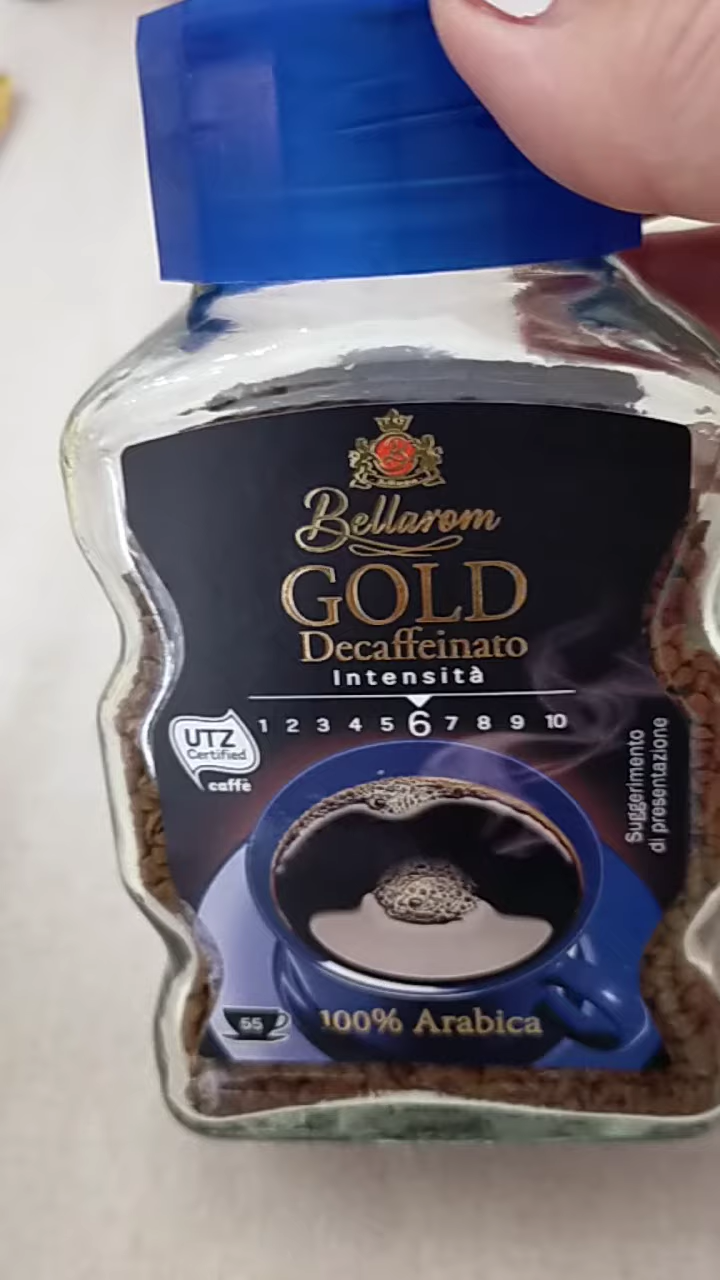 Bellarom
GOLD
Decaffeinato
Intensità
1 2 3 4 5 6 7 8 9 10
UTZ
Certified
caffè
Suggerimento
di presentazione
55
100% Arabica